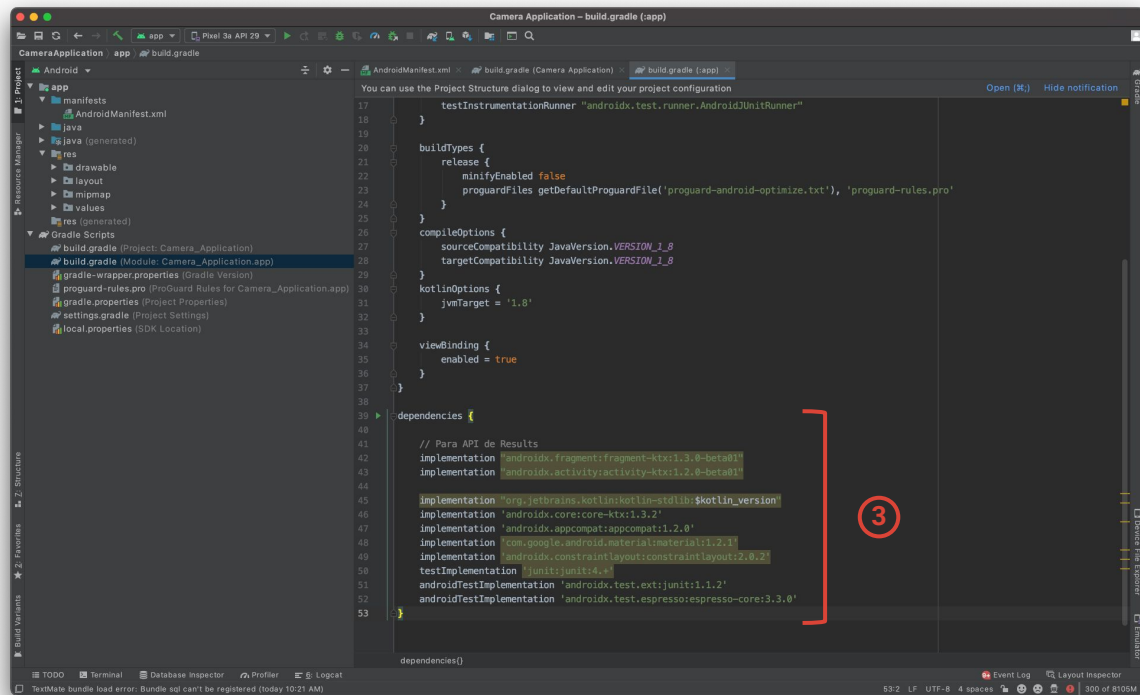 Camera Application – build.gradle (:app)
app
Pixel 3a API 29
CameraApplication
app
build.gradle
Android
AndroidManifest.xml
build.gradle (Camera Application)
build.gradle (:app)
You can use the Project Structure dialog to view and edit your project configuration
Open (⌘;)
Hide notification
1: Project
Resource Manager
Z: Structure
2: Favorites
Build Variants
app
manifests
AndroidManifest.xml
java
java (generated)
res
drawable
layout
mipmap
values
res (generated)
Gradle Scripts
build.gradle (Project: Camera_Application)
build.gradle (Module: Camera_Application.app)
gradle-wrapper.properties (Gradle Version)
proguard-rules.pro (ProGuard Rules for Camera_Application.app)
gradle.properties (Project Properties)
settings.gradle (Project Settings)
local.properties (SDK Location)
17 testInstrumentationRunner "androidx.test.runner.AndroidJUnitRunner"
18 }
19
20 buildTypes {
21 release {
22 minifyEnabled false
23 proguardFiles getDefaultProguardFile('proguard-android-optimize.txt'), 'proguard-rules.pro'
24 }
25 }
26 compileOptions {
27 sourceCompatibility JavaVersion.VERSION_1_8
28 targetCompatibility JavaVersion.VERSION_1_8
29 }
30 kotlinOptions {
31 jvmTarget = '1.8'
32 }
33
34 viewBinding {
35 enabled = true
36 }
37 }
38
39 dependencies {
40
41 // Para API de Results
42 implementation "androidx.fragment:fragment-ktx:1.3.0-beta01"
43 implementation "androidx.activity:activity-ktx:1.2.0-beta01"
44
45 implementation "org.jetbrains.kotlin:kotlin-stdlib:$kotlin_version"
46 implementation 'androidx.core:core-ktx:1.3.2'
47 implementation 'androidx.appcompat:appcompat:1.2.0'
48 implementation 'com.google.android.material:material:1.2.1'
49 implementation 'androidx.constraintlayout:constraintlayout:2.0.2'
50 testImplementation 'junit:junit:4.+'
51 androidTestImplementation 'androidx.test.ext:junit:1.1.2'
52 androidTestImplementation 'androidx.test.espresso:espresso-core:3.3.0'
53 }
3
Gradle
Device File Explorer
Emulator
dependencies{}
TODO
Terminal
Database Inspector
Profiler
6: Logcat
Event Log
Layout Inspector
TextMate bundle load error: Bundle sql can't be registered (today 10:21 AM)
53:2 LF UTF-8 4 spaces
300 of 8105M